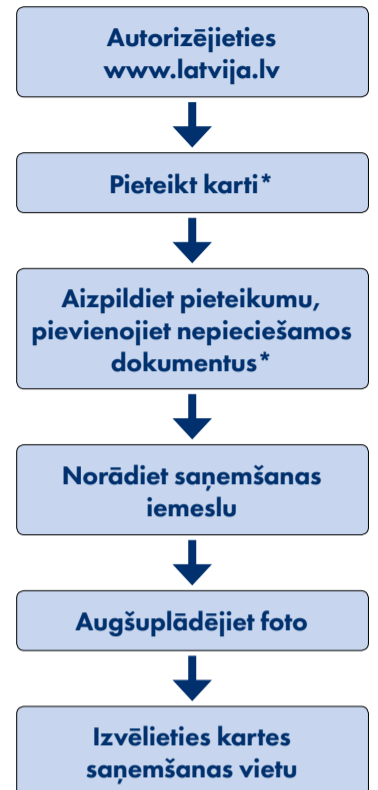 Autorizējieties
www.latvija.lv
Pieteikt karti*
Aizpildiet pieteikumu,
pievienojiet nepieciešamos
dokumentus*
Norādiet saņemšanas
iemeslu
Augšuplādējiet foto
Izvēlieties kartes
saņemšanas vietu